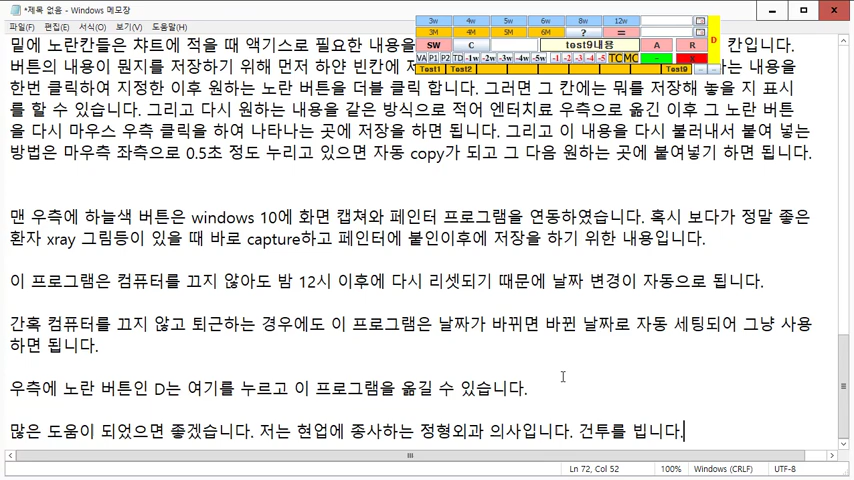 *제목 없음 - Windows 메모장
파일(F) 편집(E) 서식(O) 보기(V) 도움말(H)
3w 4w 5w 6w 8w 12w
3M 4M 5M 6M ? =
SW C test9내용 A R
VA P1 P2 TD -1w -2w -3w -4w -5w -1 -2 -3 -4 -5 TC MC - X
Test1 Test2 Test9 -- --
D
밑에 노란칸들은 챠트에 적을 때 액기스로 필요한 내용을 칸입니다.
버튼의 내용이 뭔지를 저장하기 위해 먼저 하얀 빈칸에 는 내용을
한번 클릭하여 지정한 이후 원하는 노란 버튼을 더블 클릭 합니다. 그러면 그 칸에는 뭐를 저장해 놓을 지 표시
를 할 수 있습니다. 그리고 다시 원하는 내용을 같은 방식으로 적어 엔터치료 우측으로 옮긴 이후 그 노란 버튼
을 다시 마우스 우측 클릭을 하여 나타나는 곳에 저장을 하면 됩니다. 그리고 이 내용을 다시 불러내서 붙여 넣는
방법은 마우측 좌측으로 0.5초 정도 누리고 있으면 자동 copy가 되고 그 다음 원하는 곳에 붙여넣기 하면 됩니다.
맨 우측에 하늘색 버튼은 windows 10에 화면 캡쳐와 페인터 프로그램을 연동하였습니다. 혹시 보다가 정말 좋은
환자 xray 그림등이 있을 때 바로 capture하고 페인터에 붙인이후에 저장을 하기 위한 내용입니다.
이 프로그램은 컴퓨터를 끄지 않아도 밤 12시 이후에 다시 리셋되기 때문에 날짜 변경이 자동으로 됩니다.
간혹 컴퓨터를 끄지 않고 퇴근하는 경우에도 이 프로그램은 날짜가 바뀌면 바뀐 날짜로 자동 세팅되어 그냥 사용
하면 됩니다.
우측에 노란 버튼인 D는 여기를 누르고 이 프로그램을 옮길 수 있습니다.
많은 도움이 되었으면 좋겠습니다. 저는 현업에 종사하는 정형외과 의사입니다. 건투를 빕니다.
Ln 72, Col 52 100% Windows (CRLF) UTF-8